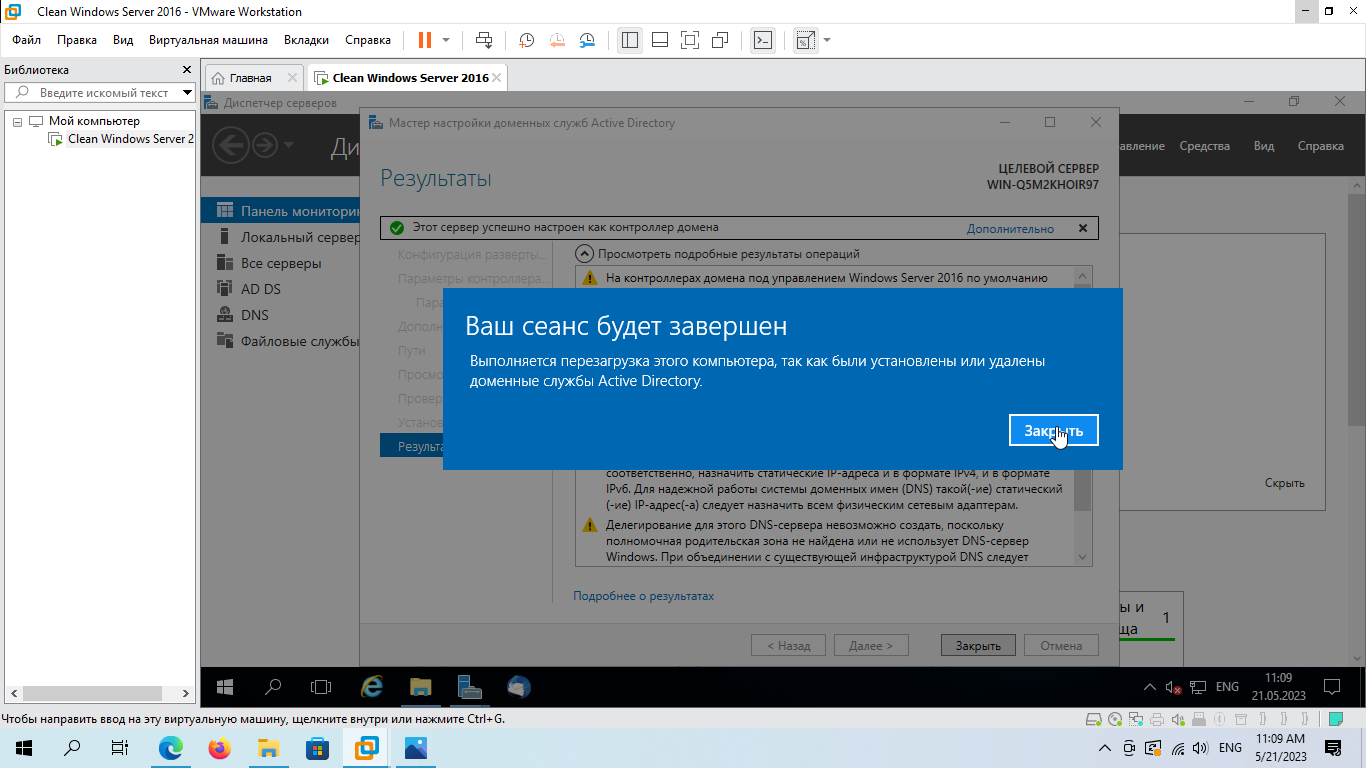 Clean Windows Server 2016 - VMware Workstation
Файл Правка Вид Виртуальная машина Вкладки Справка
Библиотека
Введите искомый текст
Мой компьютер
Clean Windows Server 2
Главная
Clean Windows Server 2016
Диспетчер серверов
Ди
авление Средства Вид Справка
Панель монитори
Локальный сервер
Все серверы
AD DS
DNS
Файловые службы
Мастер настройки доменных служб Active Directory
Результаты
ЦЕЛЕВОЙ СЕРВЕР
WIN-Q5M2KHOIR97
Этот сервер успешно настроен как контроллер домена
Дополнительно
Конфигурация разверты...
Параметры контроллера...
Пара
Дополн
Пути
Просмо
Провер
Установ
Результа
Просмотреть подробные результаты операций
На контроллерах домена под управлением Windows Server 2016 по умолчанию
Ваш сеанс будет завершен
Выполняется перезагрузка этого компьютера, так как были установлены или удалены
доменные службы Active Directory.
Закрыть
соответственно, назначить статические IP-адреса и в формате IPv4, и в формате
IPv6. Для надежной работы системы доменных имен (DNS) такой(-ие) статический
(-ие) IP-адрес(-а) следует назначить всем физическим сетевым адаптерам.
Делегирование для этого DNS-сервера невозможно создать, поскольку
полномочная родительская зона не найдена или не использует DNS-сервер
Windows. При объединении с существующей инфраструктурой DNS следует
Подробнее о результатах
< Назад Далее > Закрыть Отмена
Скрыть
ы и
ща
1
ENG
11:09
21.05.2023
Чтобы направить ввод на эту виртуальную машину, щелкните внутри или нажмите Ctrl+G.
ENG
11:09 AM
5/21/2023